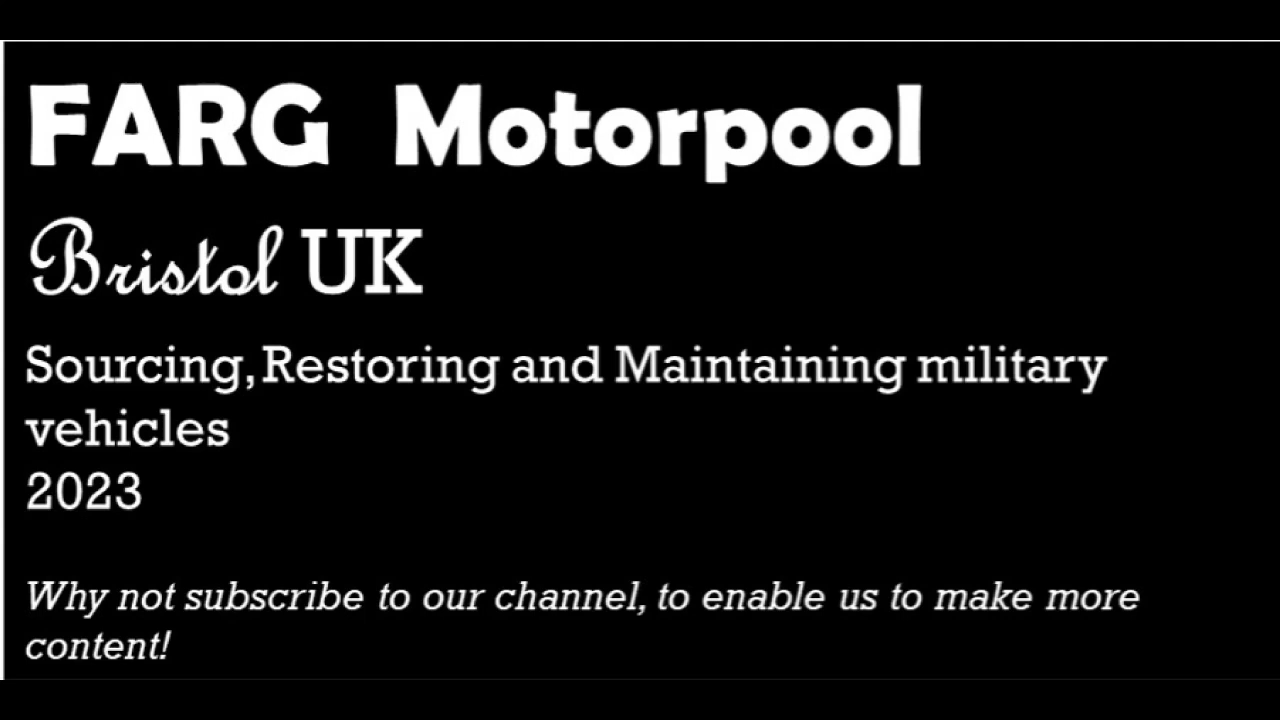 FARG Motorpool
Bristol UK
Sourcing, Restoring and Maintaining military
vehicles
2023
Why not subscribe to our channel, to enable us to make more
content!